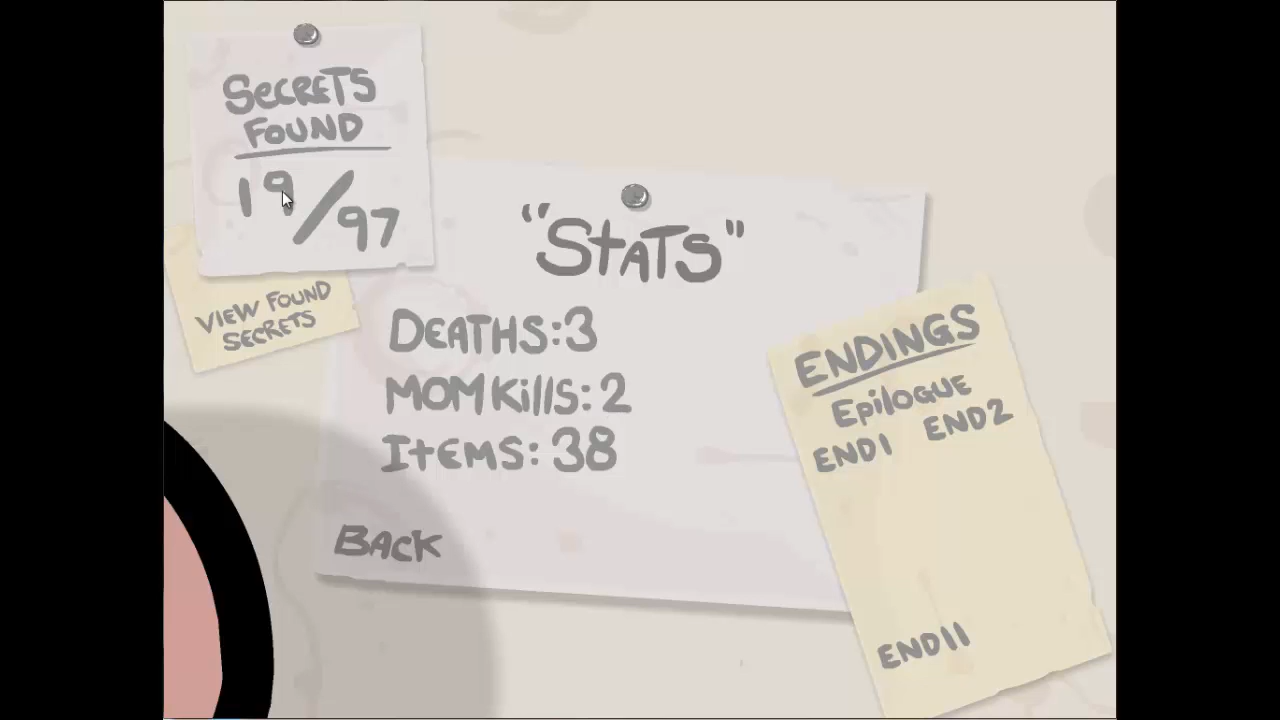 SECRETS
FOUND
19/97
VIEW FOUND
SECRETS
"STATS"
DEATHS:3
MOM KILLS:2
ITEMS:38
BACK
ENDINGS
EPILOGUE
END1 END2
END11